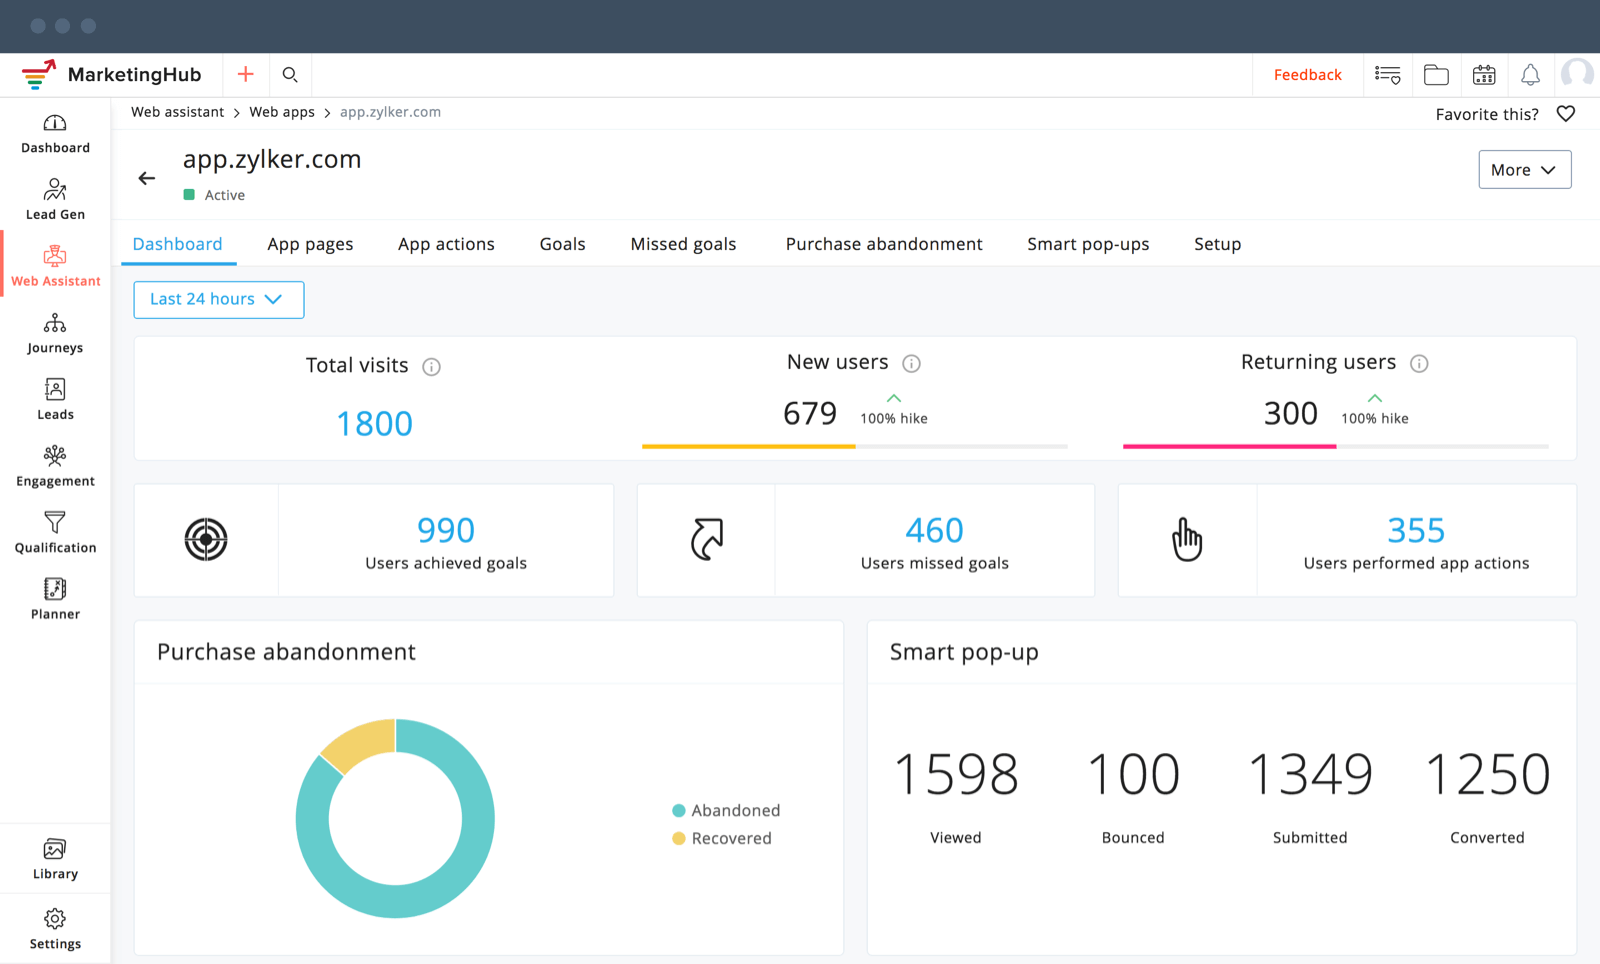 MarketingHub
Feedback
Dashboard
Lead Gen
Web Assistant
Journeys
Leads
Engagement
Qualification
Planner
Library
Settings
Web assistant > Web apps > app.zylker.com
Favorite this?
app.zylker.com
Active
More
Dashboard App pages App actions Goals Missed goals Purchase abandonment Smart pop-ups Setup
Last 24 hours
Total visits
1800
New users
679 100% hike
Returning users
300 100% hike
990
Users achieved goals
460
Users missed goals
355
Users performed app actions
Purchase abandonment
Abandoned
Recovered
Smart pop-up
1598 100 1349 1250
Viewed Bounced Submitted Converted